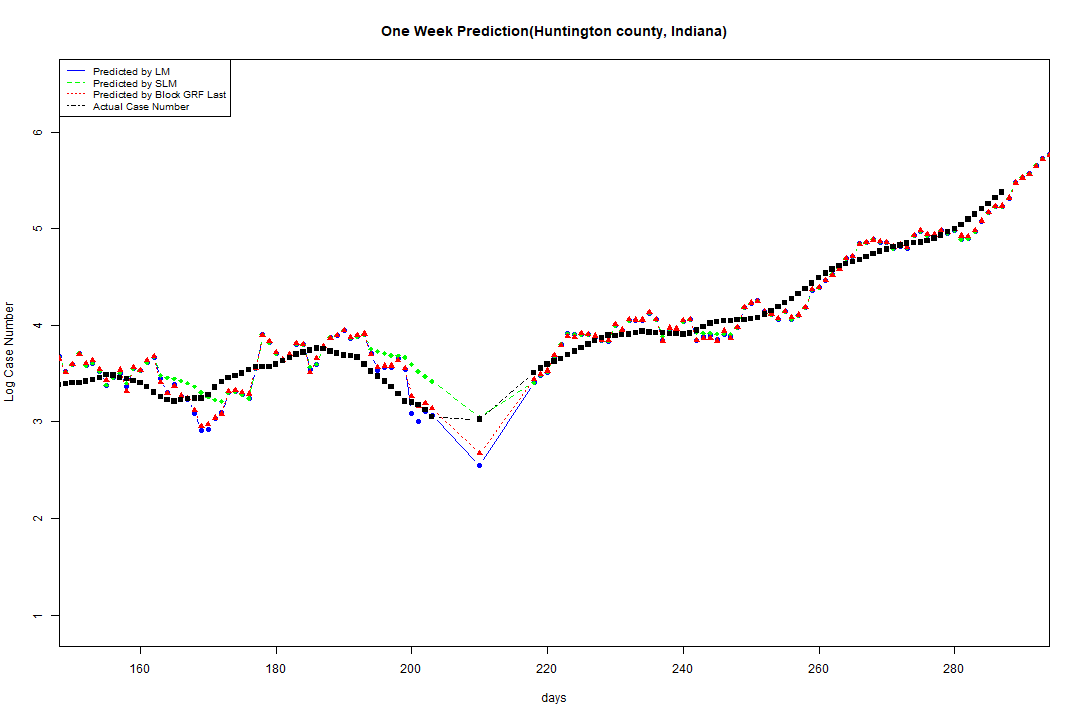 One Week Prediction(Huntington county, Indiana)
Predicted by LM
Predicted by SLM
Predicted by Block GRF Last
Actual Case Number
Log Case Number
6
5
4
3
2
1
160 180 200 220 240 260 280
days